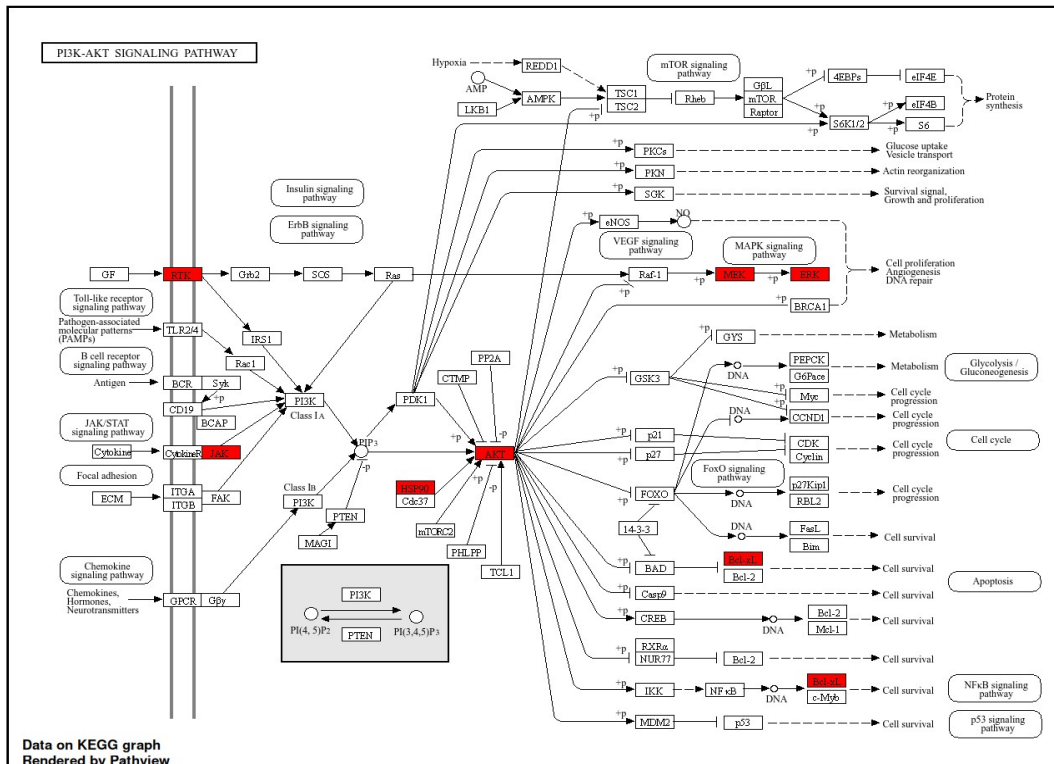 PI3K-AKT SIGNALING PATHWAY
Hypoxia
REDD1
mTOR signaling
pathway
AMP
LKB1
AMPK
+p
TSC1
TSC2
+p
Rheb
GβL
mTOR
Raptor
+p
4EBPs
eIF4E
+p
S6K1/2
+p
+p
eIF4B
+p
S6
Protein
synthesis
+p
PKCs
Glucose uptake
Vesicle transport
+p
PKN
Actin reorganization
+p
SGK
Survival signal,
Growth and proliferation
Insulin signaling
pathway
ErbB signaling
pathway
+p
eNOS
NO
VEGF signaling
pathway
MAPK signaling
pathway
GF
RTK
Grb2
SOS
Ras
Raf-1
+p
+p
MEK
+p
ERK
Cell proliferation
Angiogenesis
DNA repair
+p
BRCA1
Toll-like receptor
signaling pathway
Pathogen-associated
molecular patterns
(PAMPs)
TLR2/4
IRS1
Rac1
B cell receptor
signaling pathway
Antigen
BCR
Syk
+p
CD19
BCAP
PI3K
Class IA
PDK1
CTMP
PP2A
+p
GYS
Metabolism
+p
GSK3
DNA
PEPCK
G6Pace
Metabolism
Glycolysis /
Gluconeogenesis
+p
Myc
Cell cycle
progression
+p
DNA
CCND1
Cell cycle
progression
JAK/STAT
signaling pathway
Cytokine
CytokineR
JAK
PIP3
-p
+p
-p
AKT
+p
-p
+p
p21
+p
p27
CDK
Cyclin
Cell cycle
progression
Cell cycle
Focal adhesion
ECM
ITGA
ITGB
FAK
Class IB
PI3K
PTEN
MAGI
HSP90
Cdc37
mTORC2
PHLPP
TCL1
FoxO signaling
pathway
+p
FOXO
DNA
p27Kip1
RBL2
Cell cycle
progression
14-3-3
DNA
FasL
Bim
Cell survival
Chemokine
signaling pathway
Chemokines,
Hormones,
Neurotransmitters
GPCR
Gβγ
PI3K
PI(4, 5)P2
PI(3,4,5)P3
PTEN
+p
BAD
Bcl-xL
Bcl-2
Cell survival
Apoptosis
+p
Casp9
Cell survival
+p
CREB
DNA
Bcl-2
Mcl-1
Cell survival
+p
RXRα
NUR77
Bcl-2
Cell survival
+p
IKK
NFκB
DNA
Bcl-xL
c-Myb
Cell survival
NFκB signaling
pathway
+p
MDM2
p53
Cell survival
p53 signaling
pathway
Data on KEGG graph
Rendered by Pathview